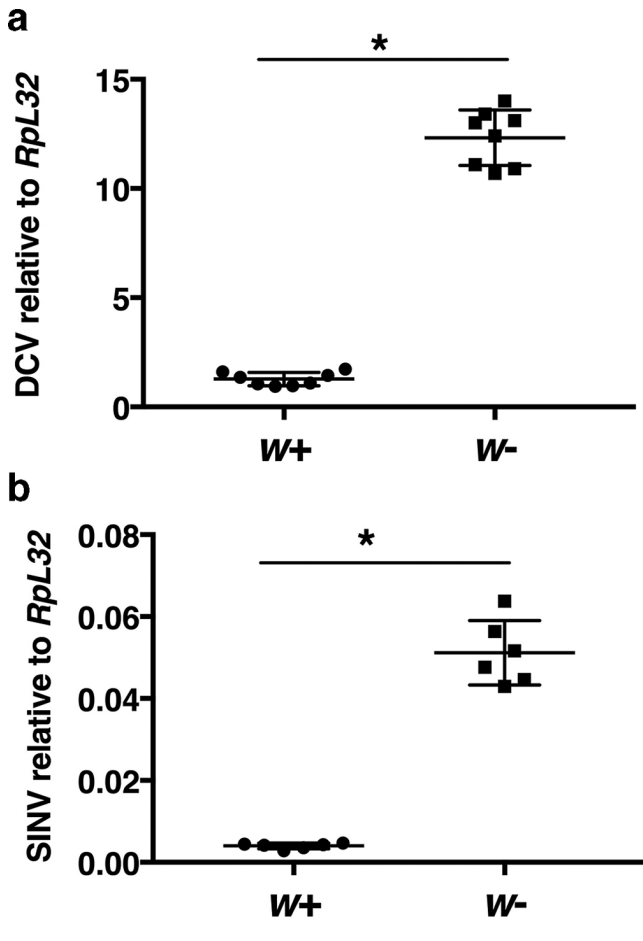 a
*
DCV relative to RpL32
15
10
5
0
w+ w-
b
*
SINV relative to RpL32
0.08
0.06
0.04
0.02
0.00
w+ w-